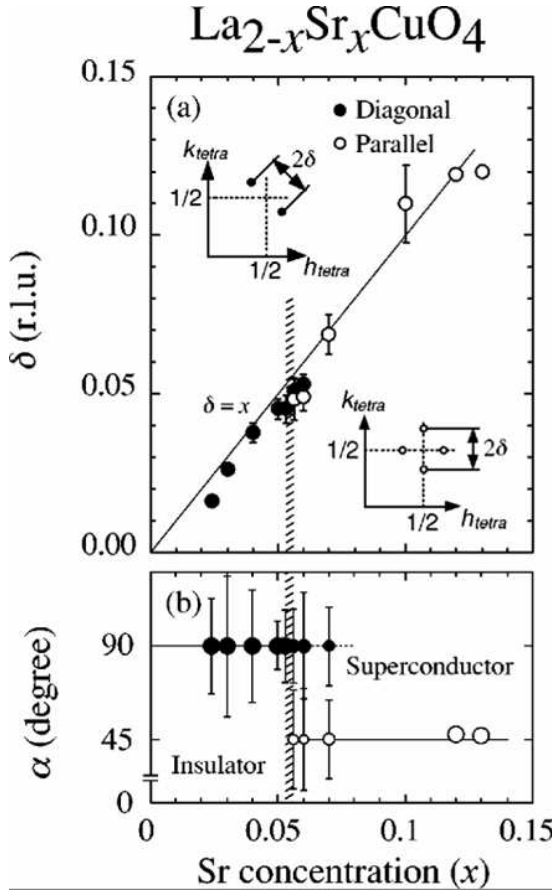 La2-xSrxCuO4
0.15
(a)
● Diagonal
○ Parallel
ktetra
2δ
1/2
1/2
htetra
0.10
δ (r.l.u.)
0.05
δ = x
ktetra
1/2
2δ
1/2
htetra
0.00
(b)
90
Superconductor
α (degree)
45
Insulator
0
0
0.05
0.10
0.15
Sr concentration (x)